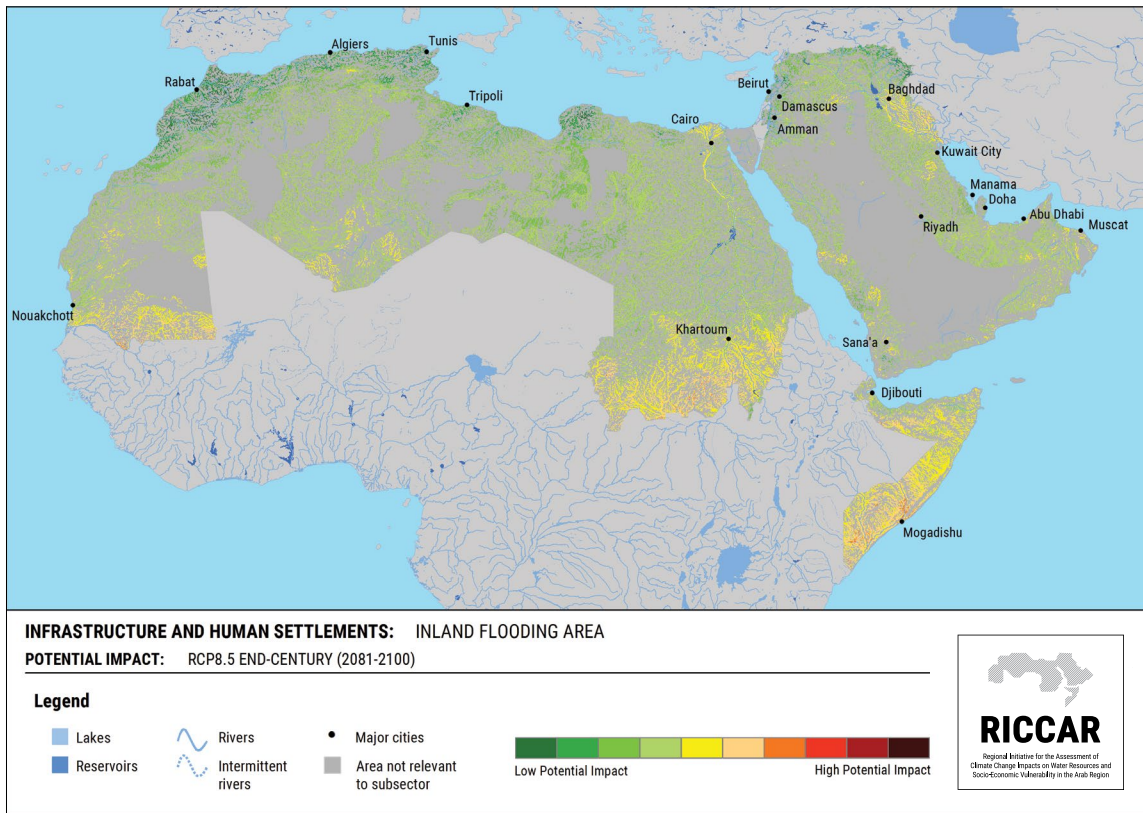 Algiers
Tunis
Rabat
Tripoli
Beirut
Baghdad
Damascus
Cairo
Amman
Kuwait City
Manama
Doha
Abu Dhabi
Riyadh
Muscat
Nouakchott
Khartoum
Sana'a
Djibouti
Mogadishu
INFRASTRUCTURE AND HUMAN SETTLEMENTS: INLAND FLOODING AREA
POTENTIAL IMPACT: RCP8.5 END-CENTURY (2081-2100)
Legend
Lakes
Rivers
Major cities
Reservoirs
Intermittent
rivers
Area not relevant
to subsector
Low Potential Impact
High Potential Impact
RICCAR
Regional Initiative for the Assessment of
Climate Change Impacts on Water Resources and
Socio-Economic Vulnerability in the Arab Region